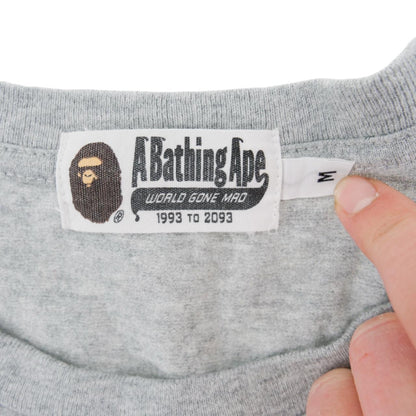 A Bathing Ape
WORLD GONE MAD
1993 TO 2093
M